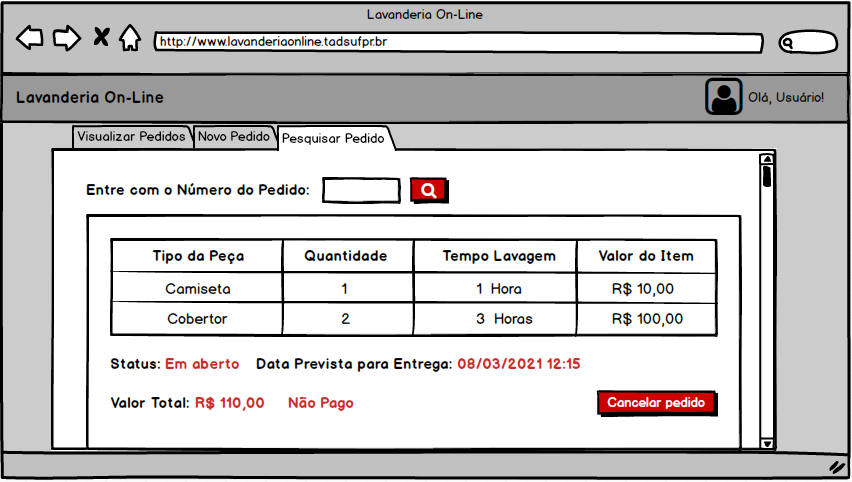 Lavanderia On-Line
http://www.lavanderiaonline.tadsufpr.br
Lavanderia On-Line
Olá, Usuário!
Visualizar Pedidos Novo Pedido Pesquisar Pedido
Entre com o Número do Pedido:
Tipo da Peça Quantidade Tempo Lavagem Valor do Item
Camiseta 1 1 Hora R$ 10,00
Cobertor 2 3 Horas R$ 100,00
Status: Em aberto Data Prevista para Entrega: 08/03/2021 12:15
Valor Total: R$ 110,00 Não Pago Cancelar pedido